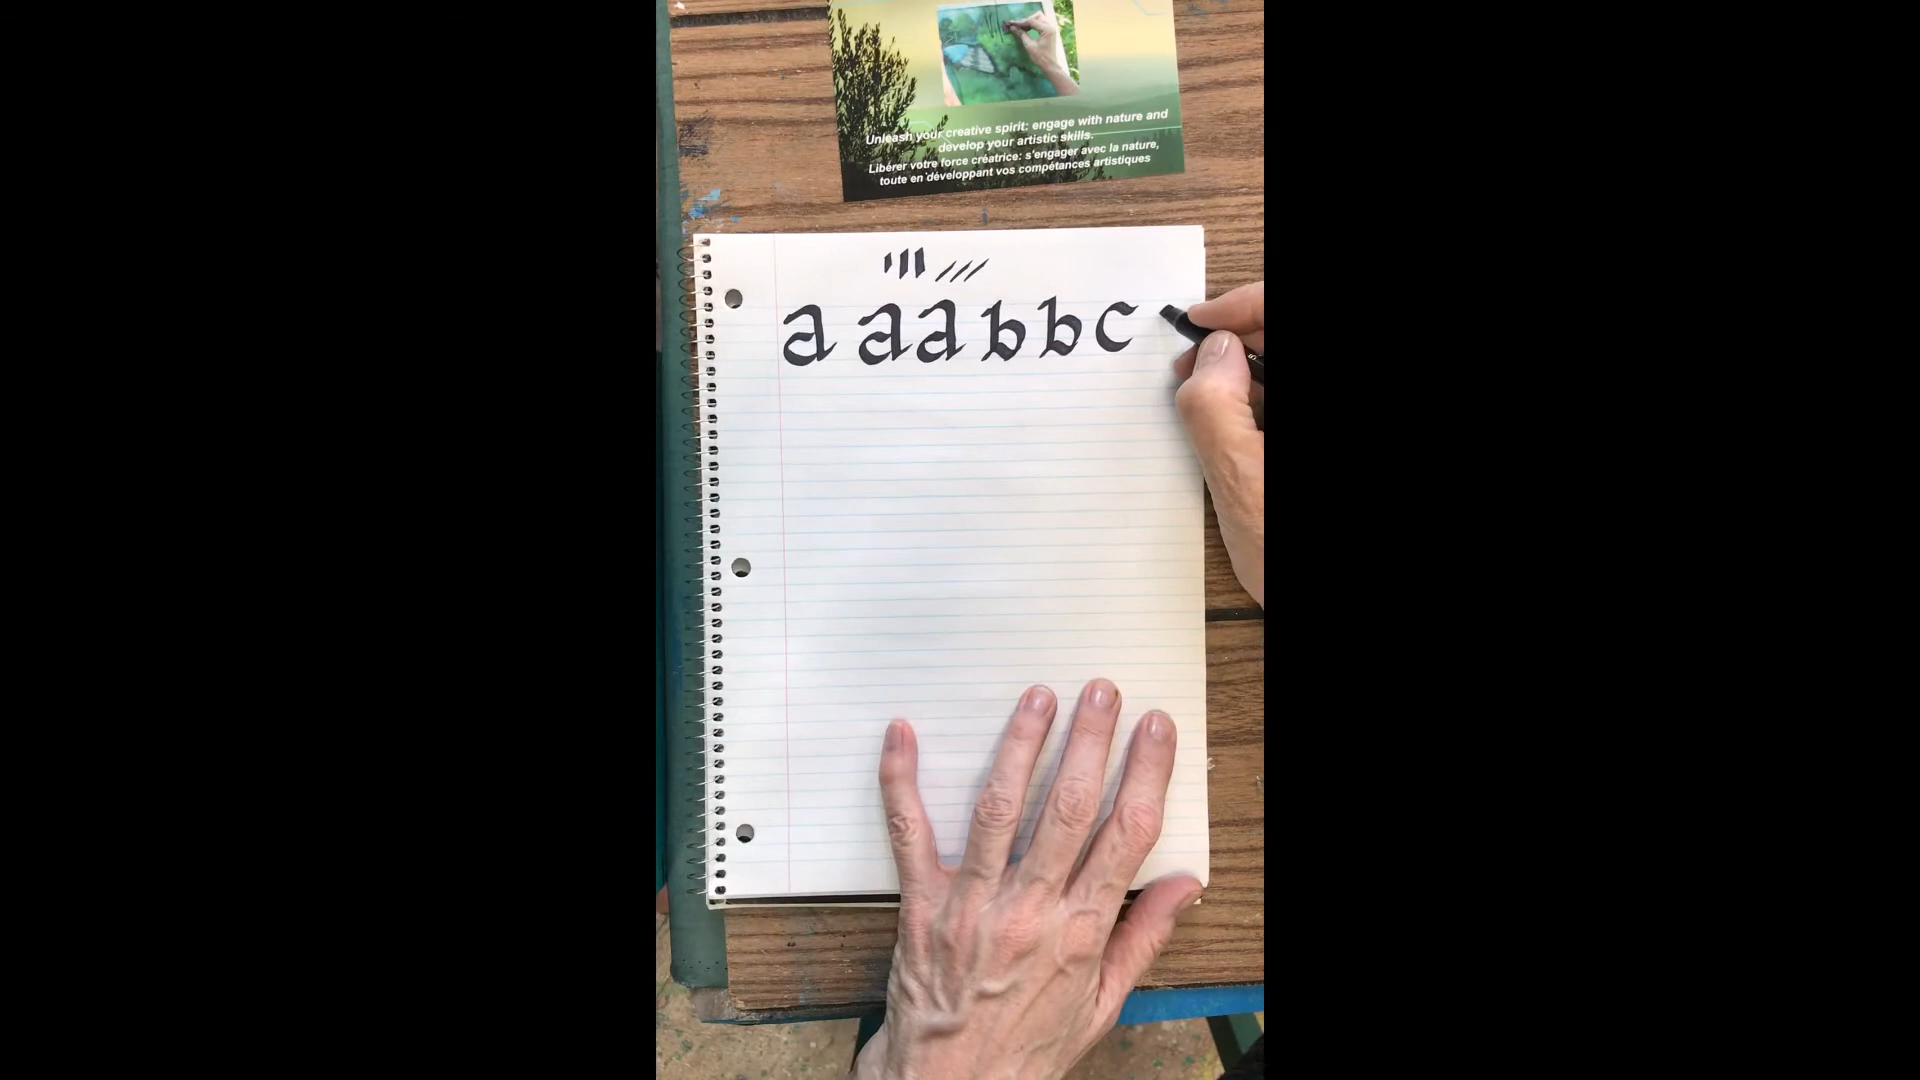 Unleash your creative spirit: engage with nature and
develop your artistic skills.
Libérer votre force créatrice: s'engager avec la nature,
toute en développant vos compétances artistiques
a a a b b c